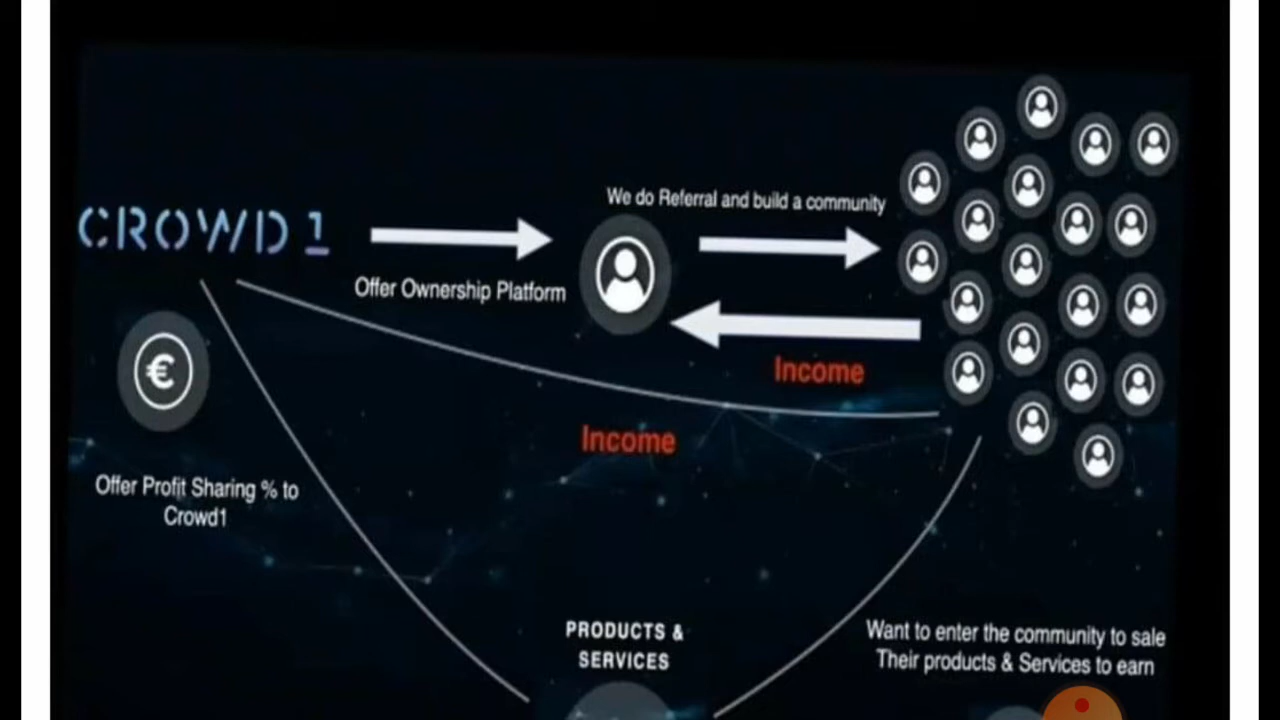 We do Referral and build a community
CROWD 1
Offer Ownership Platform
€
Income
Income
Offer Profit Sharing % to
Crowd1
PRODUCTS &
SERVICES
Want to enter the community to sale
Their products & Services to earn